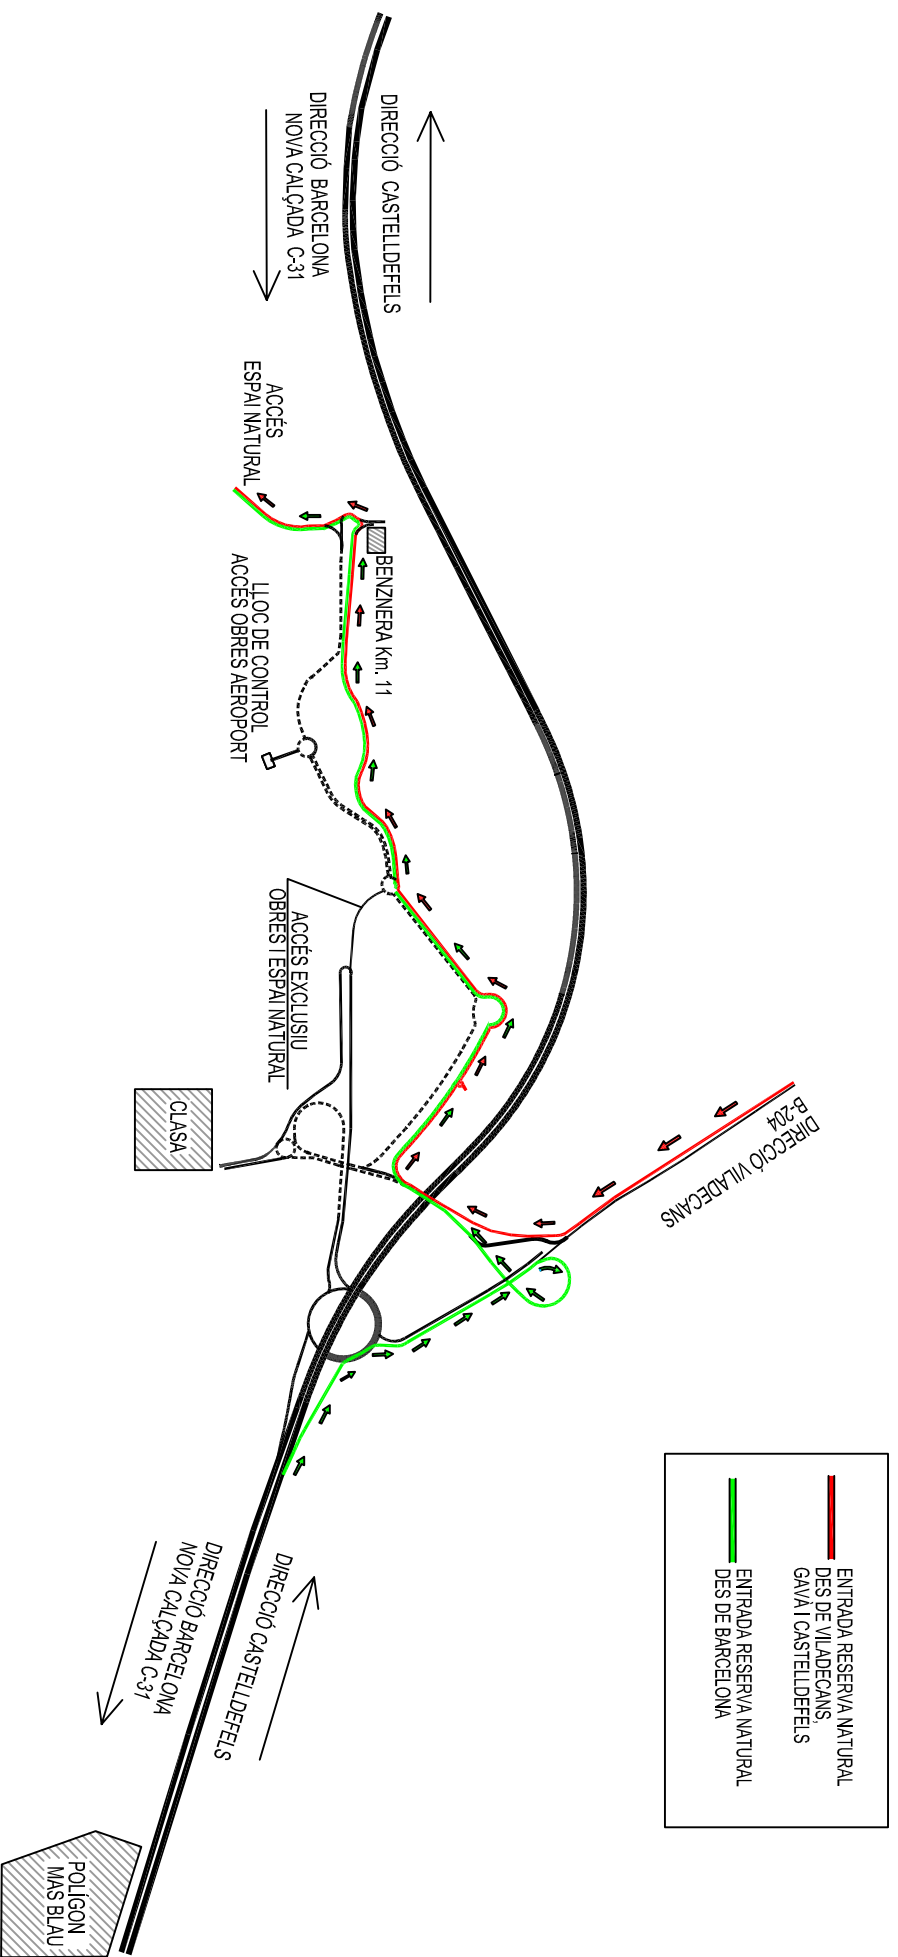 DIRECCIÓ CASTELLDEFELS
DIRECCIÓ BARCELONA
NOVA CALÇADA C-31
ACCÉS
ESPAI NATURAL
BENZNERA Km. 11
LLOC DE CONTROL
ACCÉS OBRES AEROPORT
ACCÉS EXCLUSIU
OBRES I ESPAI NATURAL
CLASA
B-204
DIRECCIÓ VILADECANS
ENTRADA RESERVA NATURAL
DES DE VILADECANS,
GAVÀ I CASTELLDEFELS
ENTRADA RESERVA NATURAL
DES DE BARCELONA
DIRECCIÓ CASTELLDEFELS
DIRECCIÓ BARCELONA
NOVA CALÇADA C-31
POLÍGON
MAS BLAU